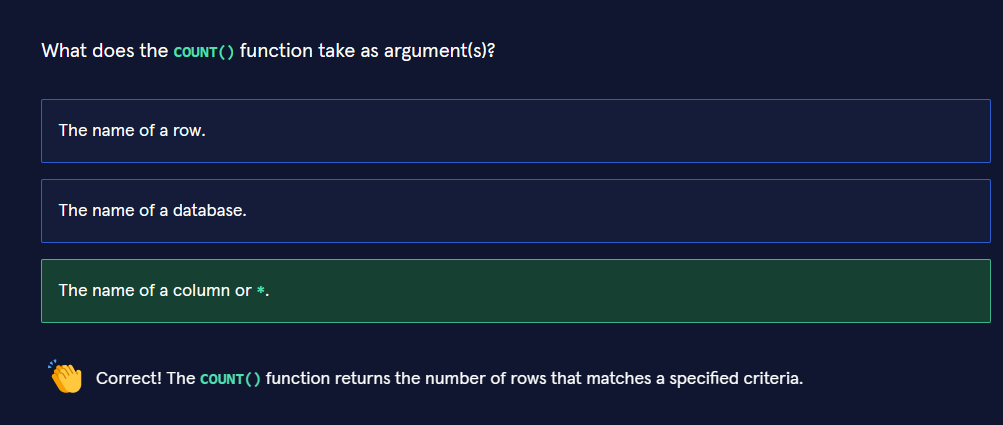 What does the COUNT() function take as argument(s)?
The name of a row.
The name of a database.
The name of a column or *.
Correct! The COUNT() function returns the number of rows that matches a specified criteria.